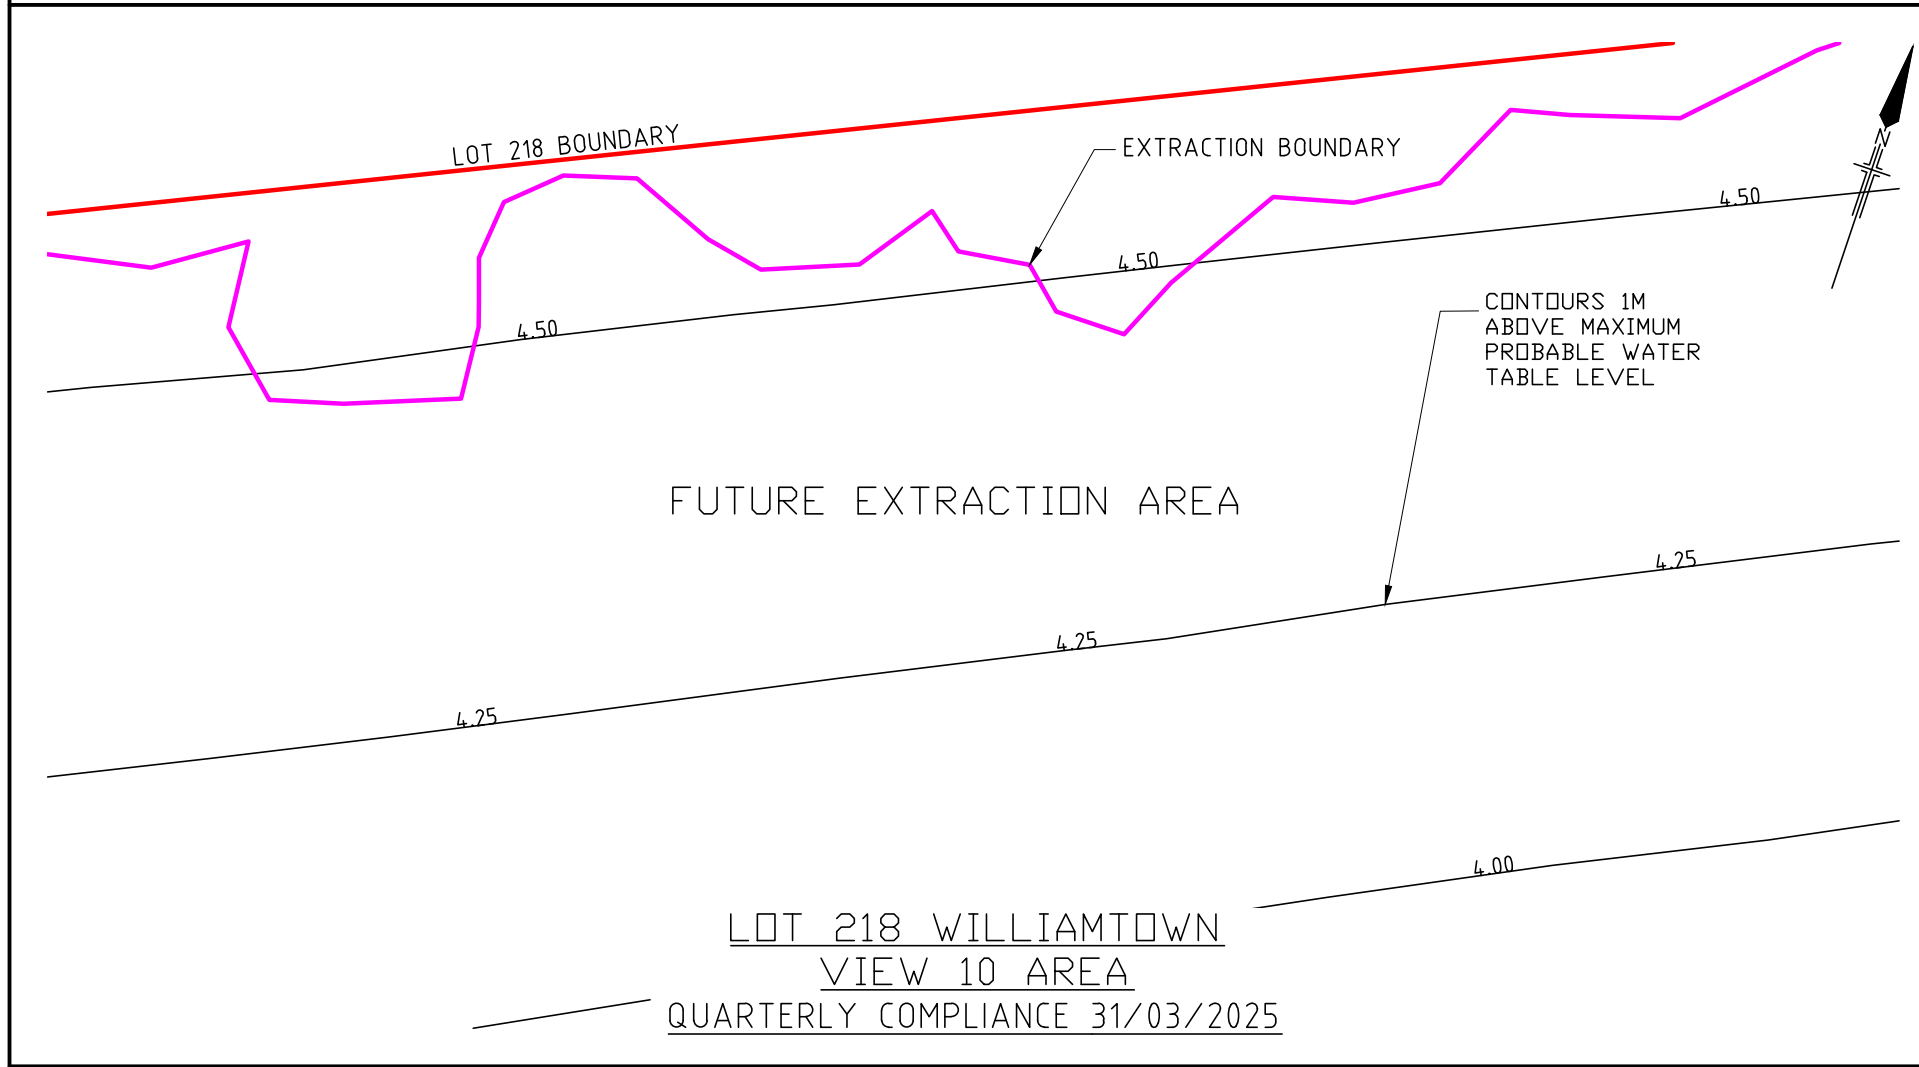 LOT 218 BOUNDARY
EXTRACTION BOUNDARY
N
4.50
4.50
4.50
CONTOURS 1M
ABOVE MAXIMUM
PROBABLE WATER
TABLE LEVEL
FUTURE EXTRACTION AREA
4.25
4.25
4.25
4.00
LOT 218 WILLIAMTOWN
VIEW 10 AREA
QUARTERLY COMPLIANCE 31/03/2025